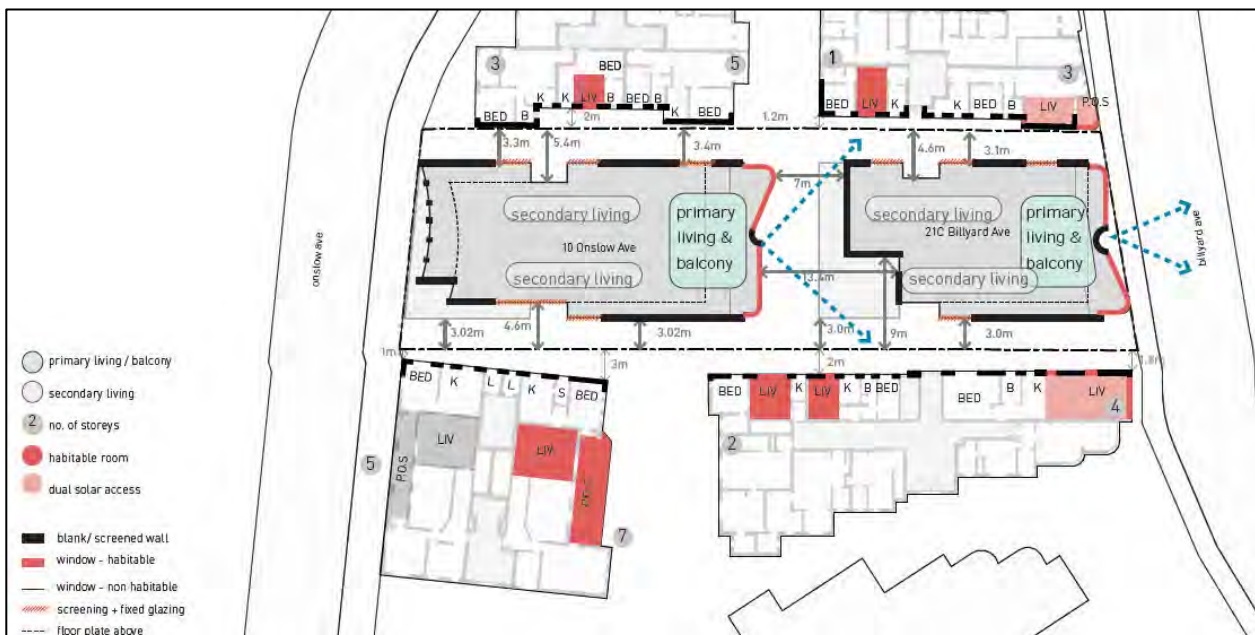 3
BED
5
1
3
K
K
LIV
B
BED
B
K
BED
BED
B
BED
LIV
K
K
BED
B
LIV
P.O.S
2m
1.2m
3.3m
5.4m
3.4m
4.6m
3.1m
7m
secondary living
primary
living &
balcony
10 Onslow Ave
secondary living
secondary living
21C Billyard Ave
primary
living &
balcony
secondary living
13.4m
onslow ave
billyard ave
3.02m
4.6m
3.02m
3.0m
9m
3.0m
1m
3m
2m
1.8m
BED
K
L
L
K
S
BED
BED
LIV
K
LIV
K
B
BED
BED
B
K
LIV
4
2
LIV
LIV
P.O.S
5
7
primary living / balcony
secondary living
2 no. of storeys
habitable room
dual solar access
blank/ screened wall
window - habitable
window - non habitable
screening + fixed glazing
floor plate above